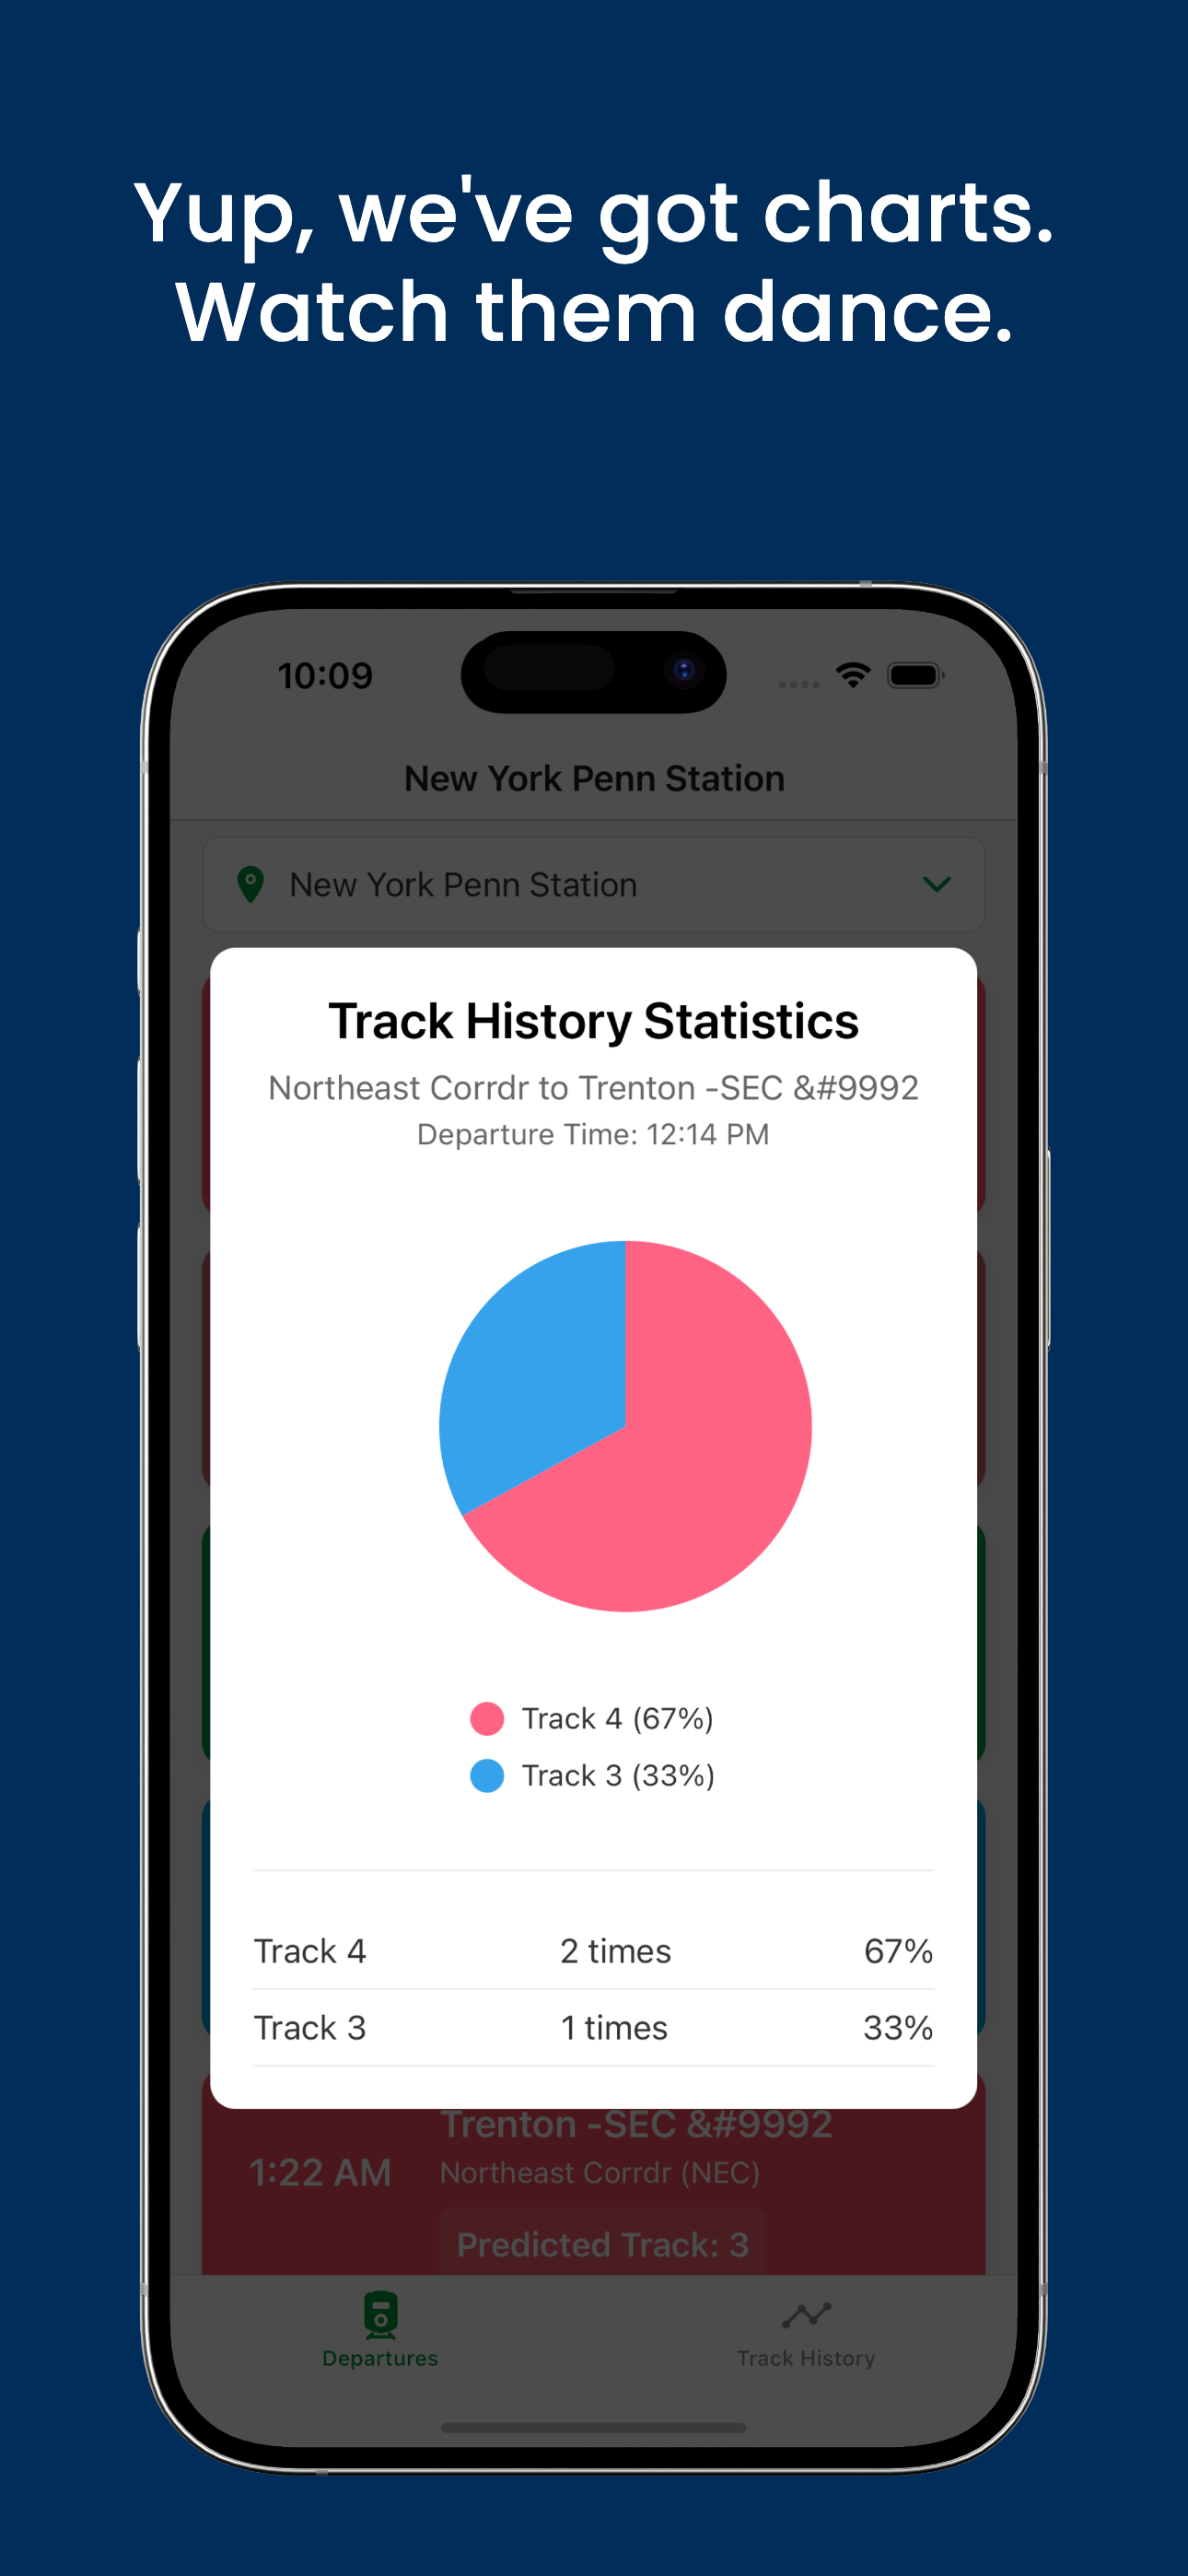 Yup, we've got charts.
Watch them dance.
10:09
New York Penn Station
New York Penn Station
Track History Statistics
Northeast Corrdr to Trenton -SEC &#9992
Departure Time: 12:14 PM
Track 4 (67%)
Track 3 (33%)
Track 4 2 times 67%
Track 3 1 times 33%
Trenton -SEC &#9992
1:22 AM
Northeast Corrdr (NEC)
Predicted Track: 3
Departures
Track History